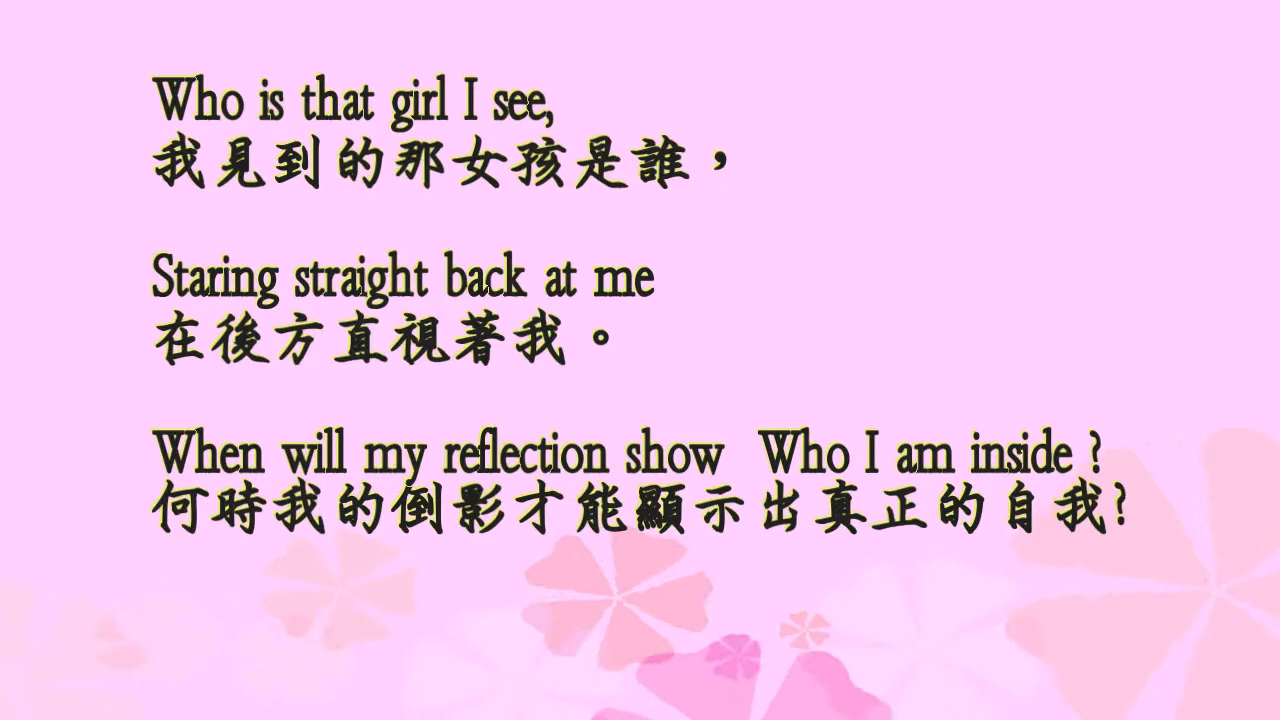 Who is that girl I see,
我見到的那女孩是誰，
Staring straight back at me
在後方直視著我。
When will my reflection show  Who I am inside ?
何時我的倒影才能顯示出真正的自我?